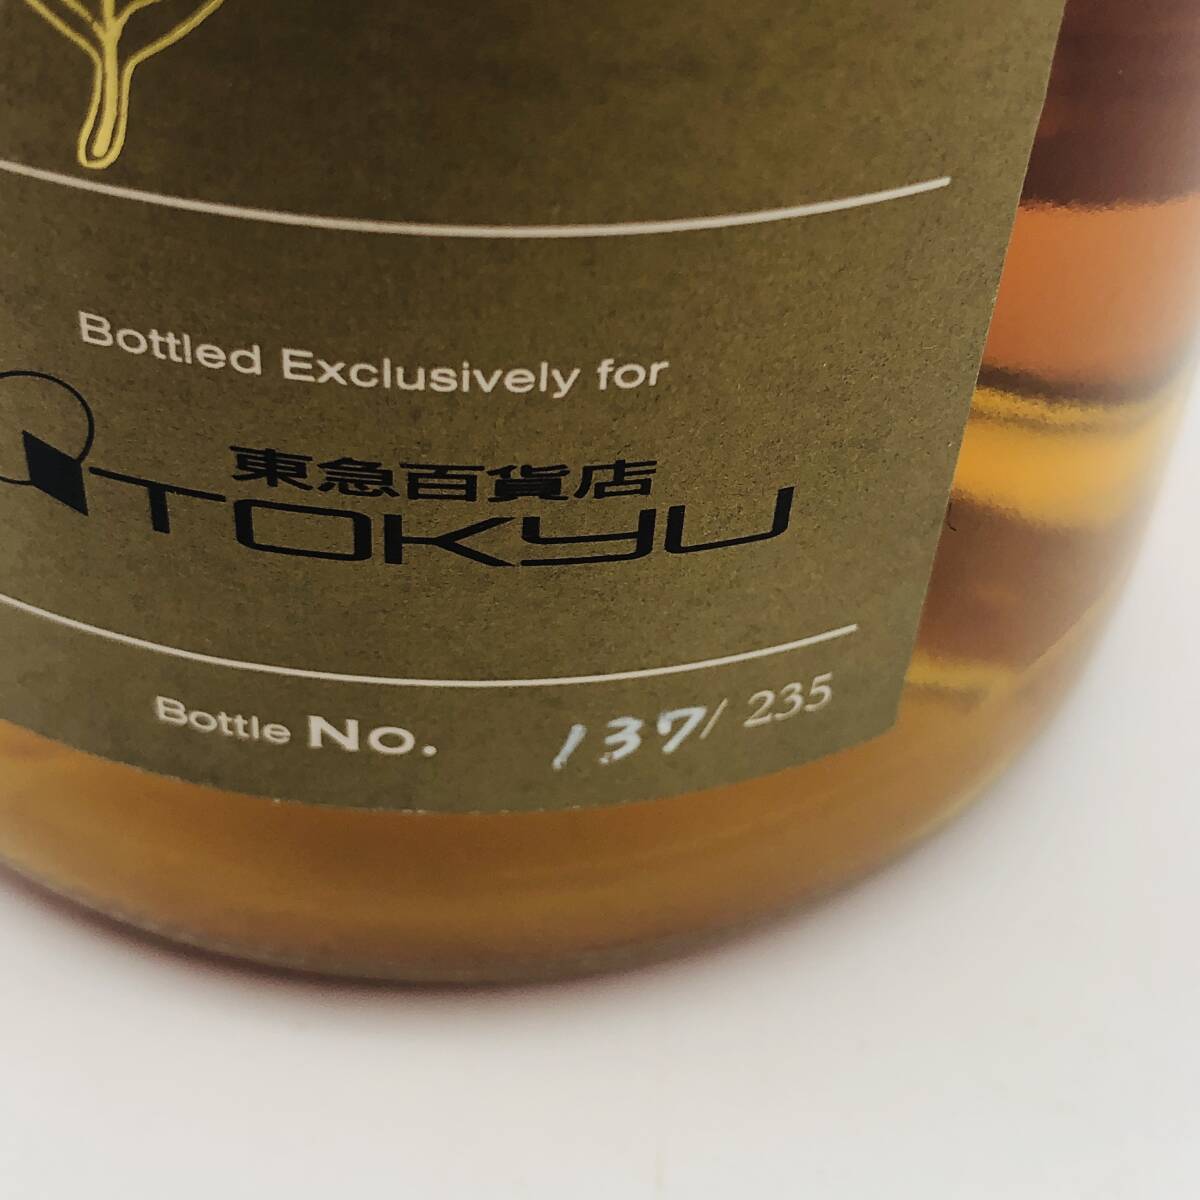 Bottled Exclusively for
東急百貨店
TOKYU
Bottle No. 137/235